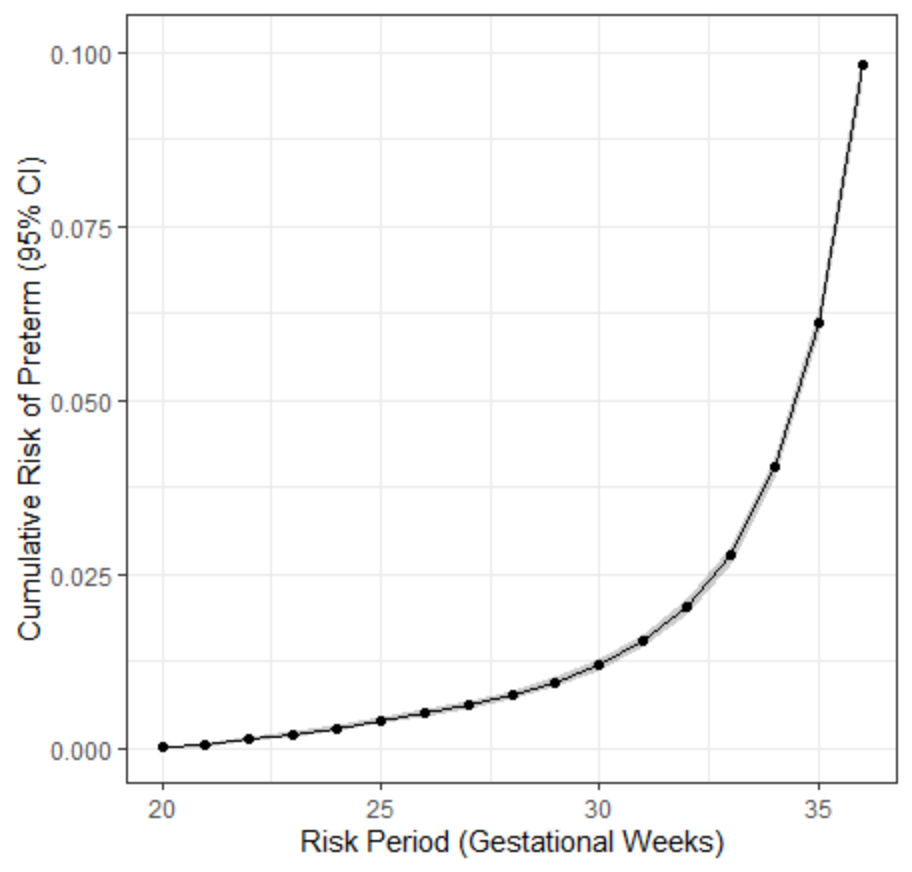 Cumulative Risk of Preterm (95% CI)
0.100
0.075
0.050
0.025
0.000
20 25 30 35
Risk Period (Gestational Weeks)